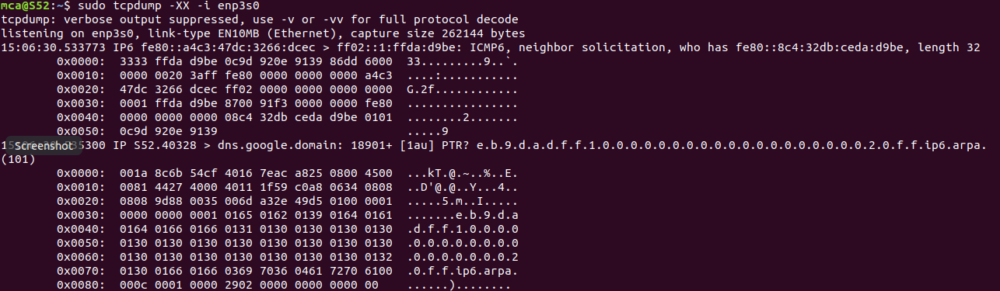 mca@S52:~$ sudo tcpdump -XX -i enp3s0
tcpdump: verbose output suppressed, use -v or -vv for full protocol decode
listening on enp3s0, link-type EN10MB (Ethernet), capture size 262144 bytes
15:06:30.533773 IP6 fe80::a4c3:47dc:3266:dcec > ff02::1:ffda:d9be: ICMP6, neighbor solicitation, who has fe80::8c4:32db:ceda:d9be, length 32
0x0000:  3333 ffda d9be 0c9d 920e 9139 86dd 6000  33.........9..`.
0x0010:  0000 0020 3aff fe80 0000 0000 0000 a4c3  ....:...........
0x0020:  47dc 3266 dcec ff02 0000 0000 0000 0000  G.2f............
0x0030:  0001 ffda d9be 8700 91f3 0000 0000 fe80  ................
0x0040:  0000 0000 0000 08c4 32db ceda d9be 0101  ........2.......
0x0050:  0c9d 920e 9139                           .....9
Screenshot
5300 IP S52.40328 > dns.google.domain: 18901+ [1au] PTR? e.b.9.d.a.d.f.f.1.0.0.0.0.0.0.0.0.0.0.0.0.0.0.0.0.0.0.0.2.0.f.f.ip6.arpa.
(101)
0x0000:  001a 8c6b 54cf 4016 7eac a825 0800 4500  ...kT.@.~..%..E.
0x0010:  0081 4427 4000 4011 1f59 c0a8 0634 0808  ..D'@.@..Y...4..
0x0020:  0808 9d88 0035 006d a32e 49d5 0100 0001  .....5.m..I.....
0x0030:  0000 0000 0001 0165 0162 0139 0164 0161  .......e.b.9.d.a
0x0040:  0164 0166 0166 0131 0130 0130 0130 0130  .d.f.f.1.0.0.0.0
0x0050:  0130 0130 0130 0130 0130 0130 0130 0130  .0.0.0.0.0.0.0.0
0x0060:  0130 0130 0130 0130 0130 0130 0130 0132  .0.0.0.0.0.0.0.2
0x0070:  0130 0166 0166 0369 7036 0461 7270 6100  .0.f.f.ip6.arpa.
0x0080:  000c 0001 0000 2902 0000 0000 0000 00    ......)........